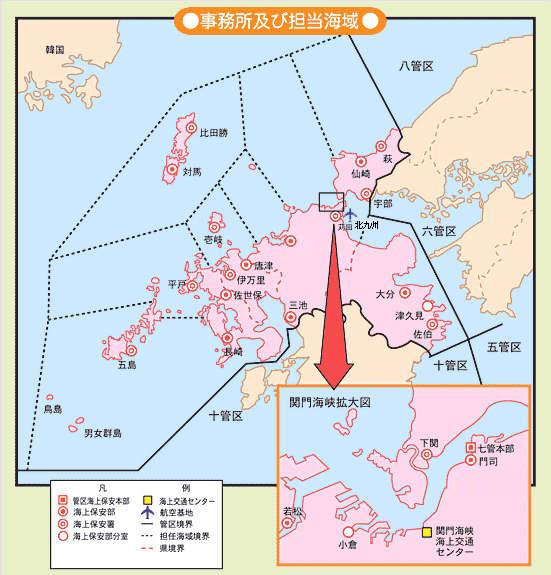 事務所及び担当海域
韓国
八管区
比田勝
対馬
萩
仙崎
宇部
苅田
北九州
六管区
壱岐
唐津
伊万里
平戸
佐世保
三池
大分
津久見
佐伯
長崎
五島
十管区
五管区
鳥島
男女群島
十管区
関門海峡拡大図
下関
七管本部
門司
若松
小倉
関門海峡
海上交通
センター
凡 例
管区海上保安本部
海上保安部
海上保安署
海上保安部分室
海上交通センター
航空基地
管区境界
担任海域境界
県境界